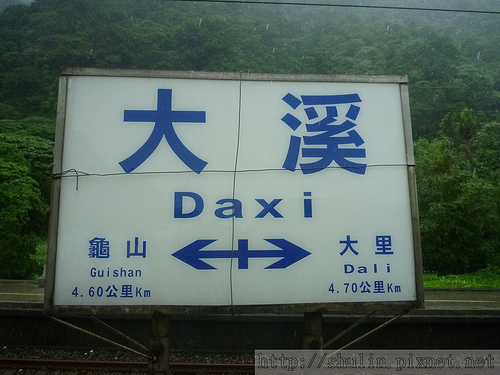 大溪
Daxi
龜山 大里
Guishan Dali
4.60公里Km 4.70公里Km
http://shulin.pixnet.net